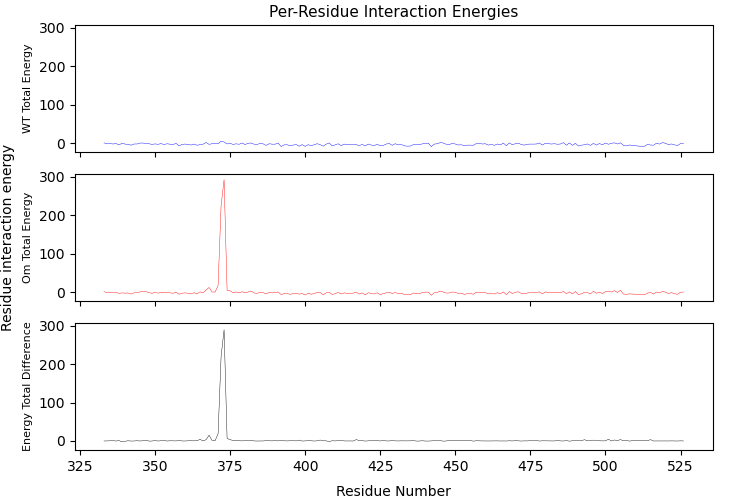 Per-Residue Interaction Energies
Residue interaction energy
WT Total Energy
300
200
100
0
Om Total Energy
300
200
100
0
Energy Total Difference
300
200
100
0
325 350 375 400 425 450 475 500 525
Residue Number